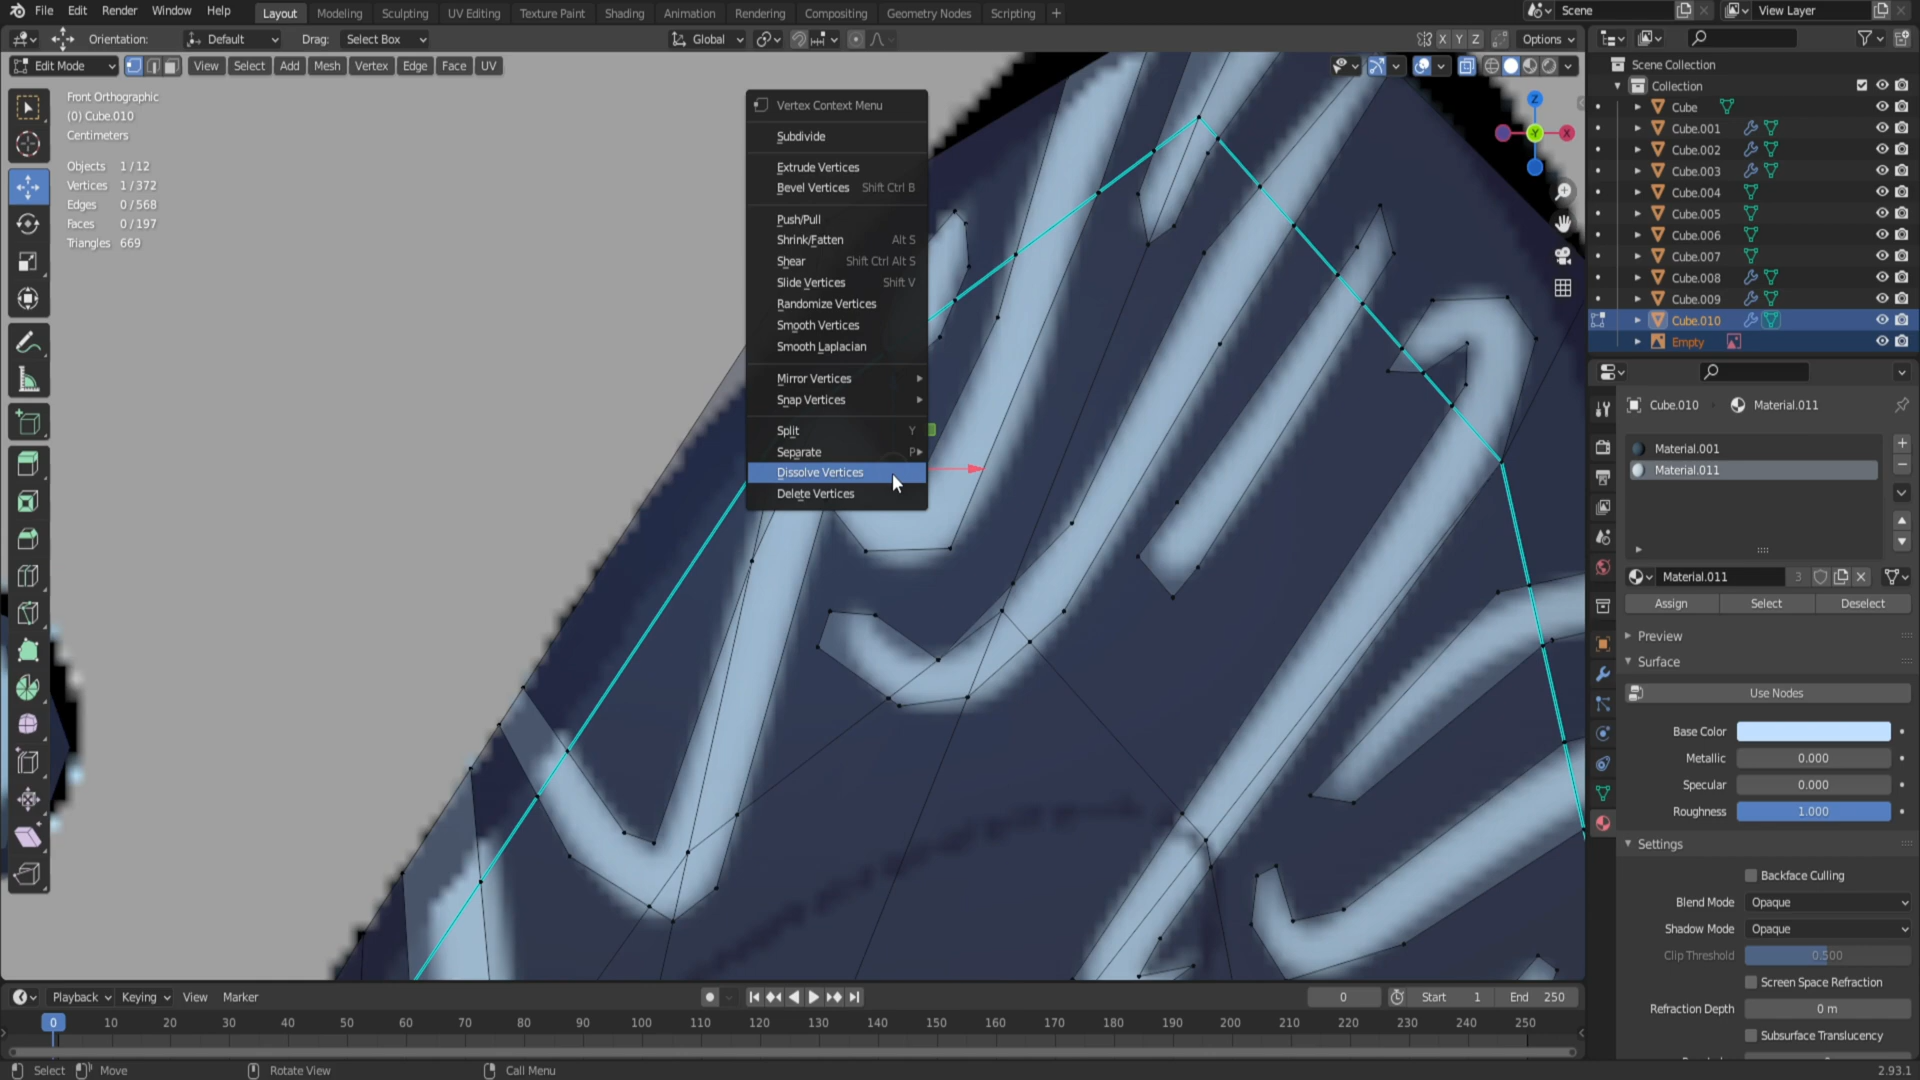 File Edit Render Window Help
Layout Modeling Sculpting UV Editing Texture Paint Shading Animation Rendering Compositing Geometry Nodes Scripting +
Scene
View Layer
Orientation: Default Drag: Select Box
Global
X Y Z
Options
Edit Mode View Select Add Mesh Vertex Edge Face UV
Front Orthographic
(0) Cube.010
Centimeters
Objects 1 / 12
Vertices 1 / 372
Edges 0 / 568
Faces 0 / 197
Triangles 669
Vertex Context Menu
Subdivide
Extrude Vertices
Bevel Vertices Shift Ctrl B
Push/Pull
Shrink/Fatten Alt S
Shear Shift Ctrl Alt S
Slide Vertices Shift V
Randomize Vertices
Smooth Vertices
Smooth Laplacian
Mirror Vertices
Snap Vertices
Split Y
Separate P
Dissolve Vertices
Delete Vertices
Z
Y
X
Scene Collection
Collection
Cube
Cube.001
Cube.002
Cube.003
Cube.004
Cube.005
Cube.006
Cube.007
Cube.008
Cube.009
Cube.010
Empty
Cube.010 Material.011
Material.001
Material.011
Material.011 3
Assign Select Deselect
Preview
Surface
Use Nodes
Base Color
Metallic 0.000
Specular 0.000
Roughness 1.000
Settings
Backface Culling
Blend Mode Opaque
Shadow Mode Opaque
Clip Threshold 0.500
Screen Space Refraction
Refraction Depth 0 m
Subsurface Translucency
Playback Keying View Marker
0 Start 1 End 250
0 10 20 30 40 50 60 70 80 90 100 110 120 130 140 150 160 170 180 190 200 210 220 230 240 250
Select Move Rotate View Call Menu
2.93.1